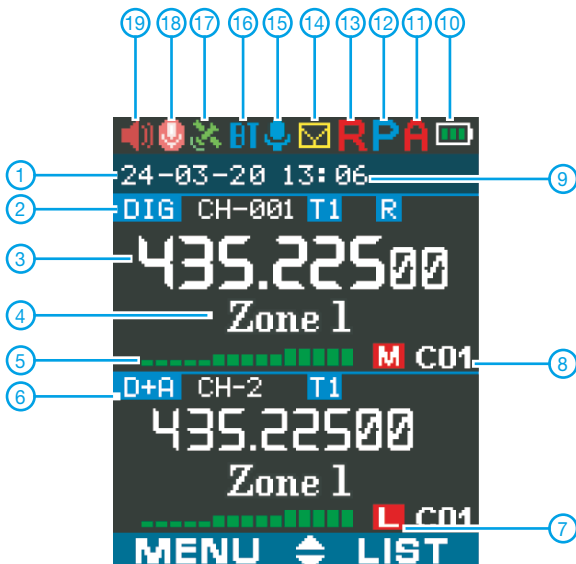 19 18 17 16 15 14 13 12 11 10
BT R P A
1 24-03-20 13:06 9
2 DIG CH-001 T1 R
3 435.22500
4 Zone 1
5 M C01 8
6 D+A CH-2 T1
435.22500
Zone 1
L C01 7
MENU LIST